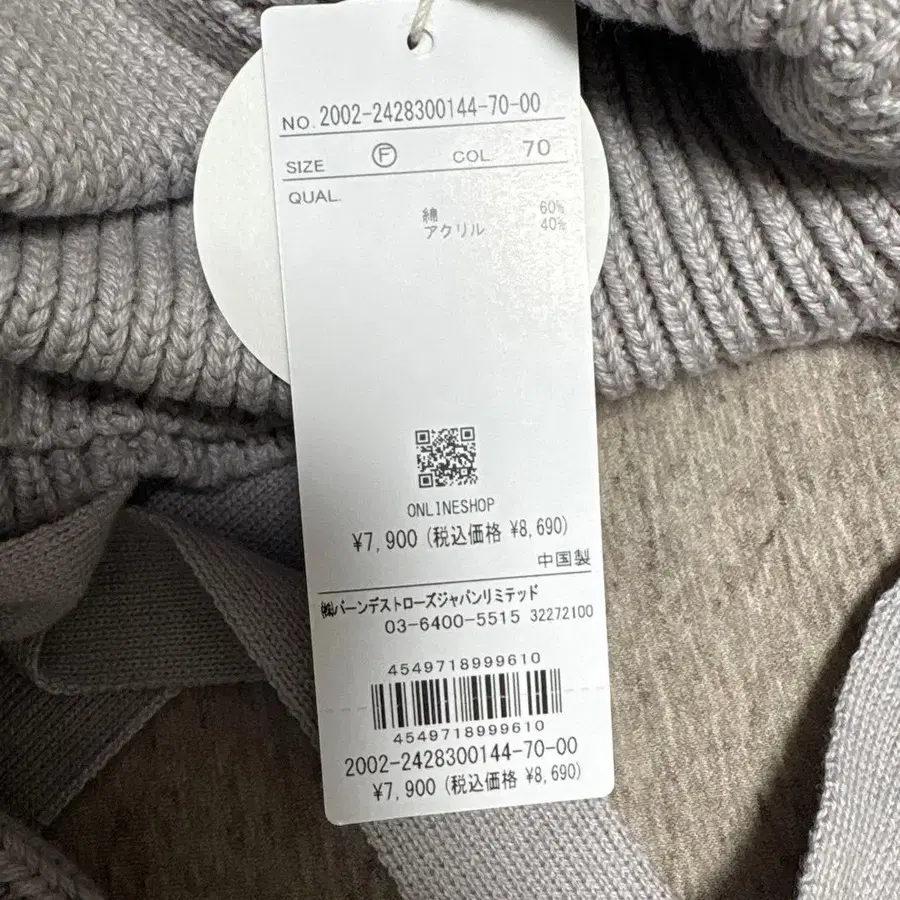 NO. 2002-2428300144-70-00
SIZE Ⓕ COL 70
QUAL.
綿 60%
アクリル 40%
ONLINESHOP
¥7,900 (税込価格 ¥8,690)
中国製
㈱バーンデストローズジャパンリミテッド
03-6400-5515 32272100
4549718999610
4549718999610
2002-2428300144-70-00
¥7,900 (税込価格 ¥8,690)